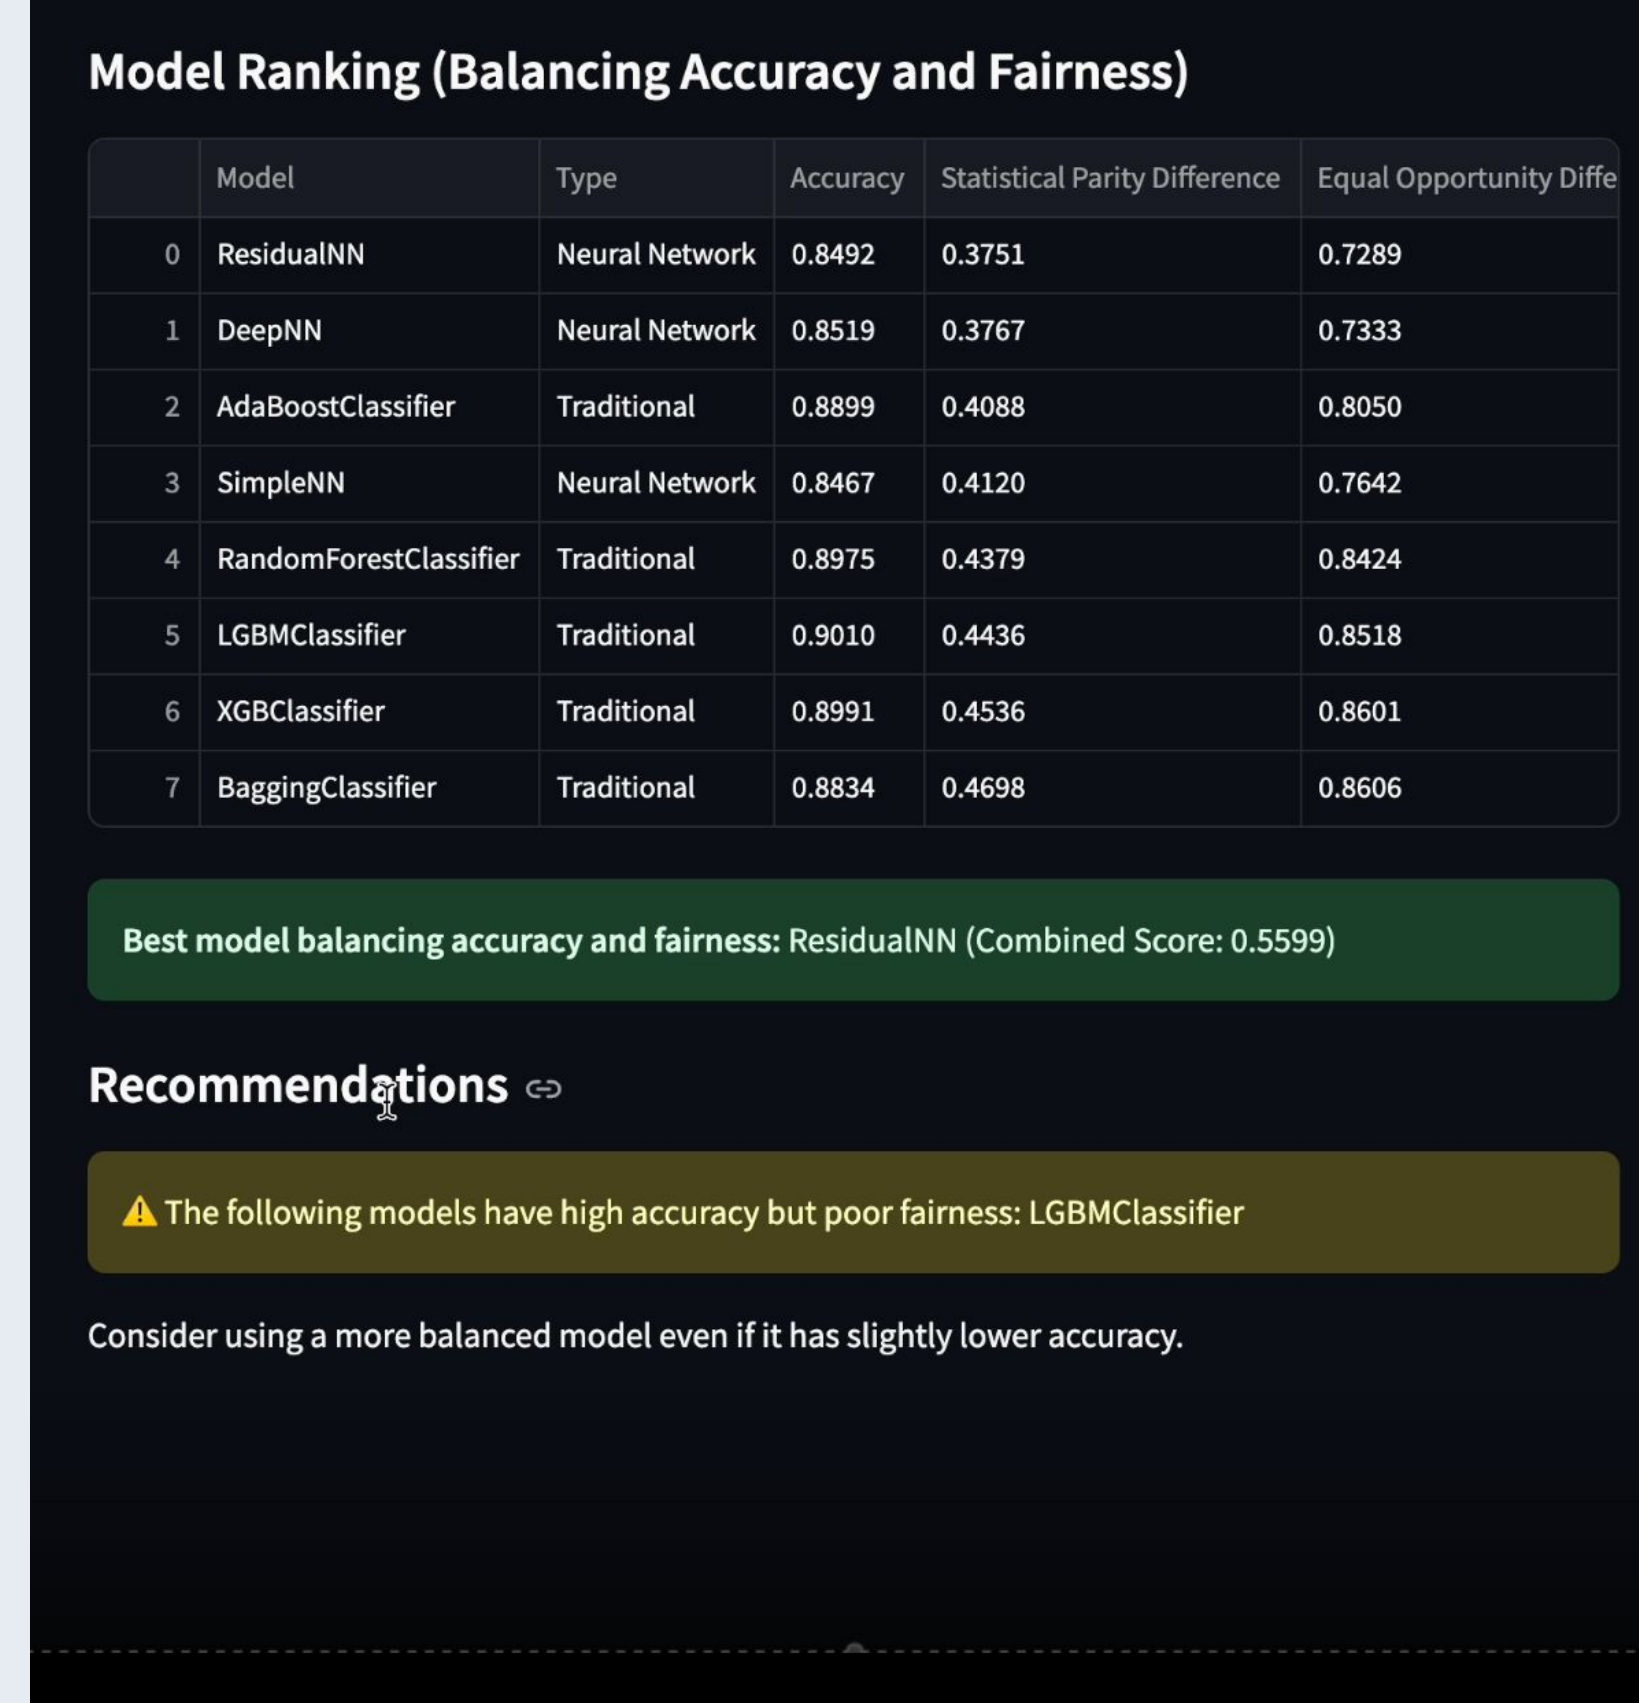 Model Ranking (Balancing Accuracy and Fairness)
Model Type Accuracy Statistical Parity Difference Equal Opportunity Diffe
0 ResidualNN Neural Network 0.8492 0.3751 0.7289
1 DeepNN Neural Network 0.8519 0.3767 0.7333
2 AdaBoostClassifier Traditional 0.8899 0.4088 0.8050
3 SimpleNN Neural Network 0.8467 0.4120 0.7642
4 RandomForestClassifier Traditional 0.8975 0.4379 0.8424
5 LGBMClassifier Traditional 0.9010 0.4436 0.8518
6 XGBClassifier Traditional 0.8991 0.4536 0.8601
7 BaggingClassifier Traditional 0.8834 0.4698 0.8606
Best model balancing accuracy and fairness: ResidualNN (Combined Score: 0.5599)
Recommendations
⚠️ The following models have high accuracy but poor fairness: LGBMClassifier
Consider using a more balanced model even if it has slightly lower accuracy.